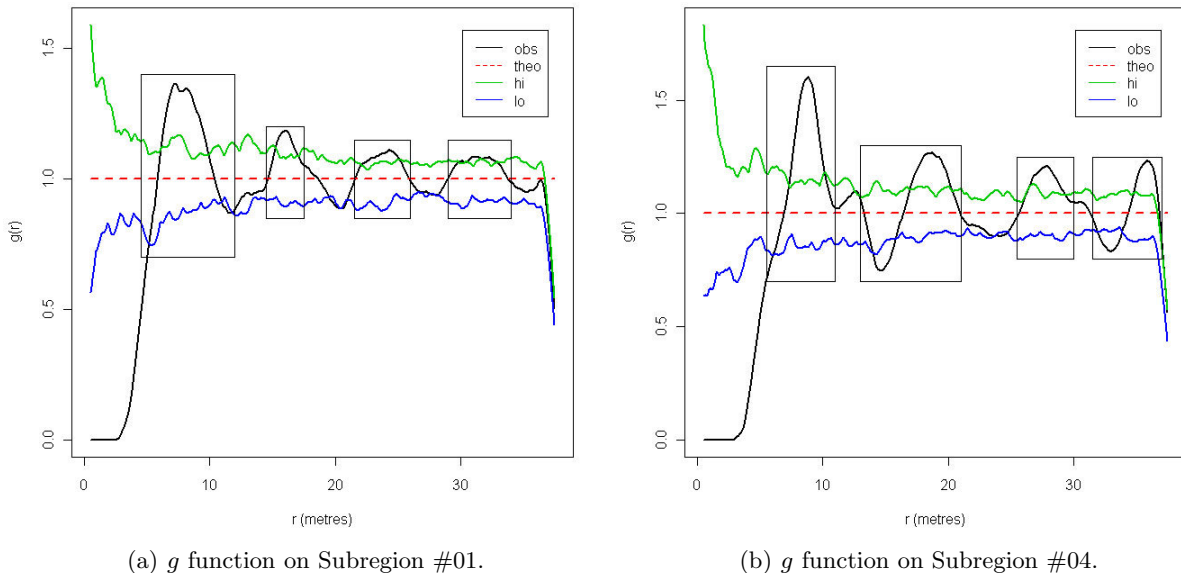 1.5
1.0
0.5
0.0
g(r)
obs
theo
hi
lo
0
10
20
30
r (metres)
(a) g function on Subregion #01.
1.5
1.0
0.5
0.0
g(r)
obs
theo
hi
lo
0
10
20
30
r (metres)
(b) g function on Subregion #04.